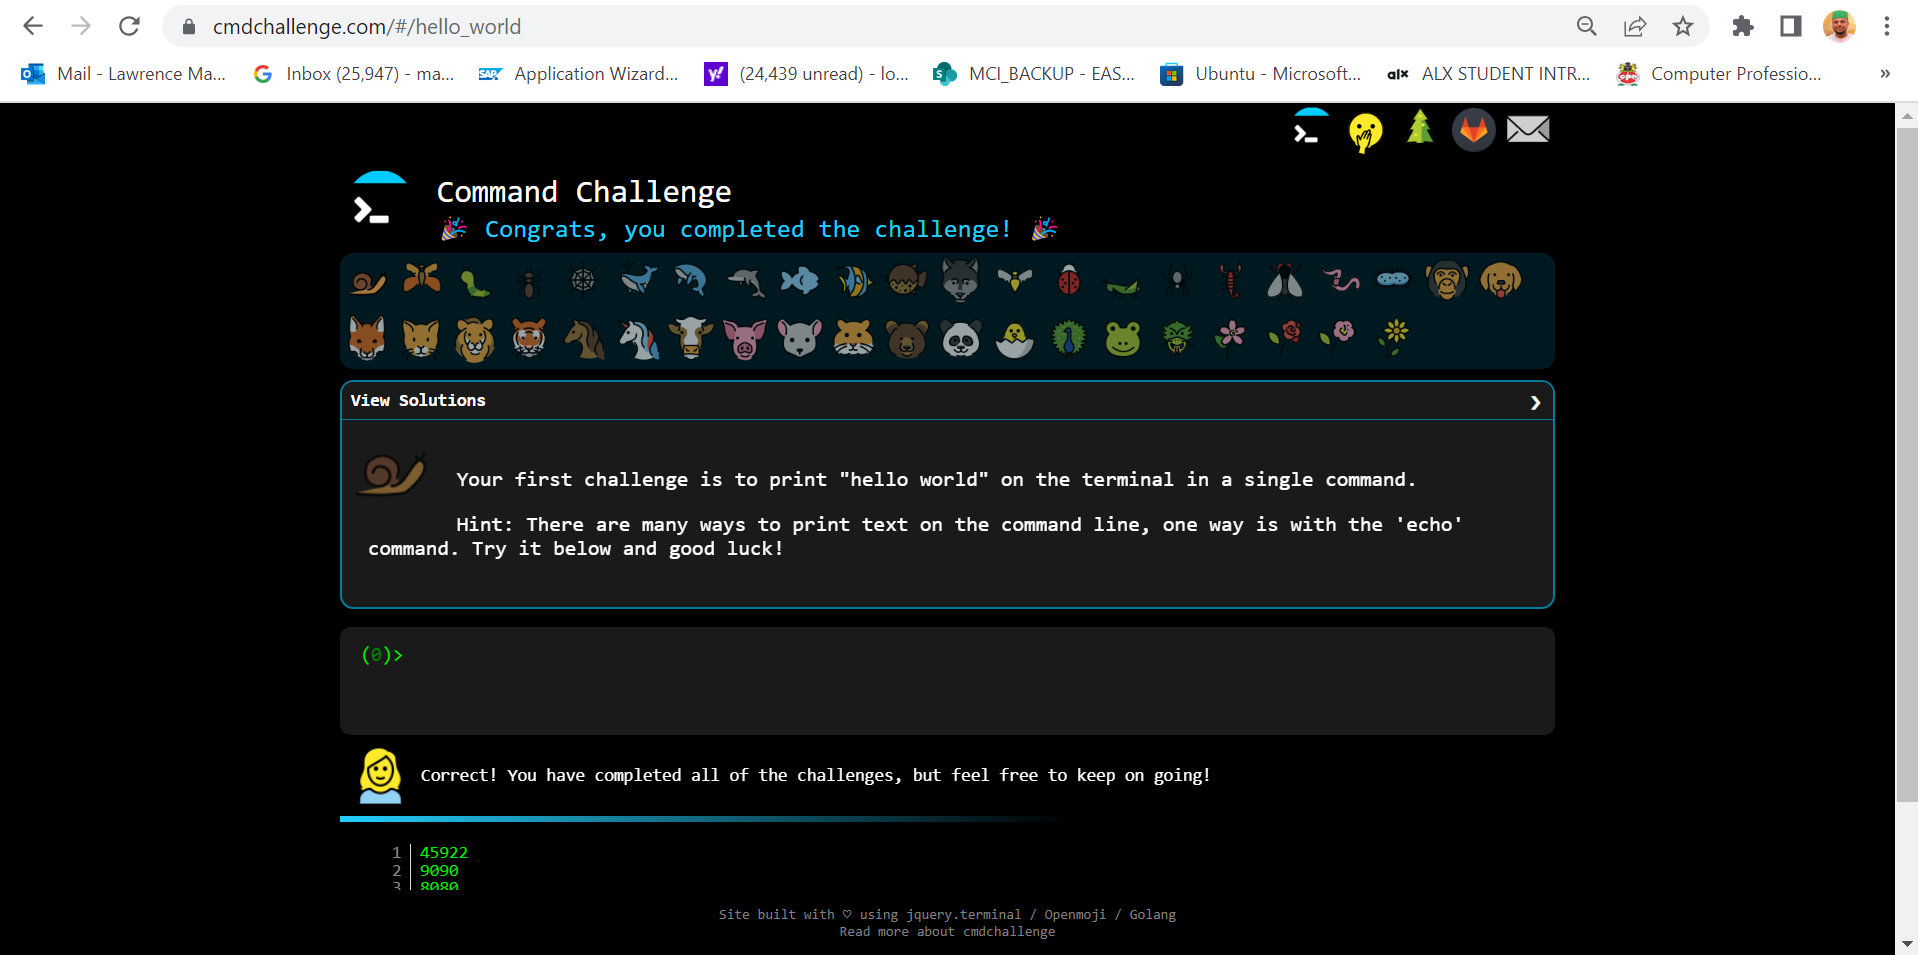 cmdchallenge.com/#/hello_world
Mail - Lawrence Ma... Inbox (25,947) - ma... SAP Application Wizard... y! (24,439 unread) - lo... S MCI_BACKUP - EAS... Ubuntu - Microsoft... alx ALX STUDENT INTR... Computer Professio... »
Command Challenge
Congrats, you completed the challenge!
View Solutions
Your first challenge is to print "hello world" on the terminal in a single command.
Hint: There are many ways to print text on the command line, one way is with the 'echo'
command. Try it below and good luck!
(0)>
Correct! You have completed all of the challenges, but feel free to keep on going!
1 45922
2 9090
3 8080
Site built with ♡ using jquery.terminal / Openmoji / Golang
Read more about cmdchallenge